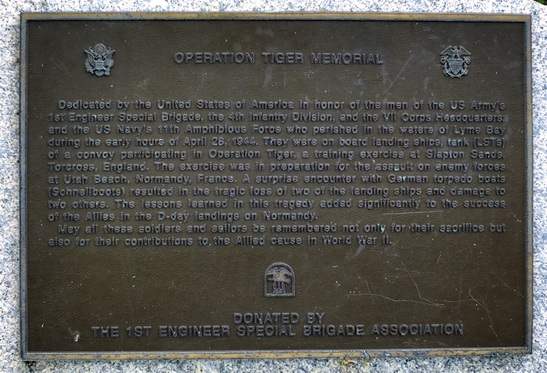 OPERATION TIGER MEMORIAL
Dedicated by the United States of America in honor of the men of the US Army's
1st Engineer Special Brigade, the 4th Infantry Division, and the VII Corps Headquarters,
and the US Navy's 11th Amphibious Force who perished in the waters of Lyme Bay
during the early hours of April 28, 1944. They were on board landing ships, tank (LSTs)
of a convoy participating in Operation Tiger, a training exercise at Slapton Sands,
Torcross, England. The exercise was in preparation for the assault on enemy forces
at Utah Beach, Normandy, France. A surprise encounter with German torpedo boats
(Schnellboots) resulted in the tragic loss of two of the landing ships and damage to
two others. The lessons learned in this tragedy added significantly to the success
of the Allies in the D-day landings on Normandy.
May all these soldiers and sailors be remembered not only for their sacrifice but
also for their contributions to the Allied cause in World War II.
DONATED BY
THE 1ST ENGINEER SPECIAL BRIGADE ASSOCIATION